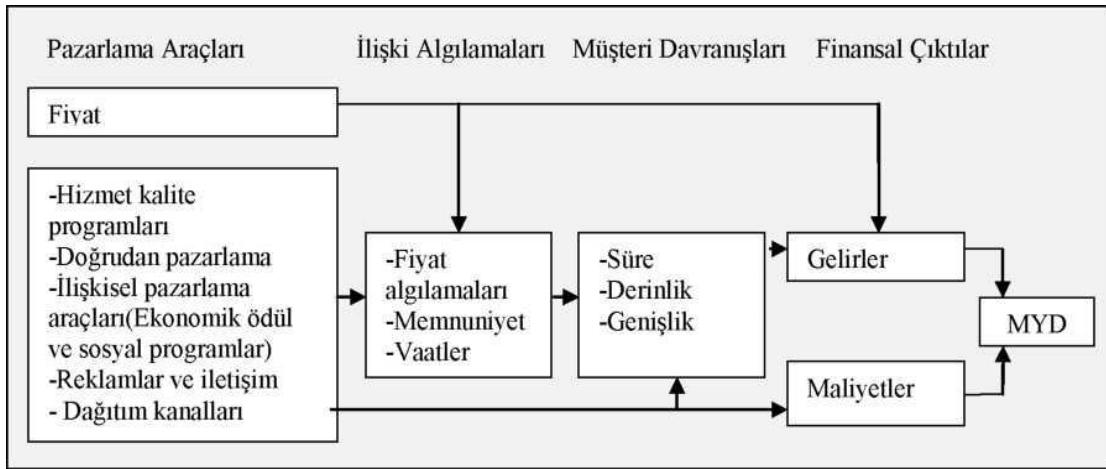 Pazarlama Araçları
İlişki Algılamaları
Müşteri Davranışları
Finansal Çıktılar
Fiyat
-Hizmet kalite
programları
-Doğrudan pazarlama
-İlişkisel pazarlama
araçları(Ekonomik ödül
ve sosyal programlar)
-Reklamlar ve iletişim
- Dağıtım kanalları
-Fiyat
algılamaları
-Memnuniyet
-Vaatler
-Süre
-Derinlik
-Genişlik
Gelirler
Maliyetler
MYD